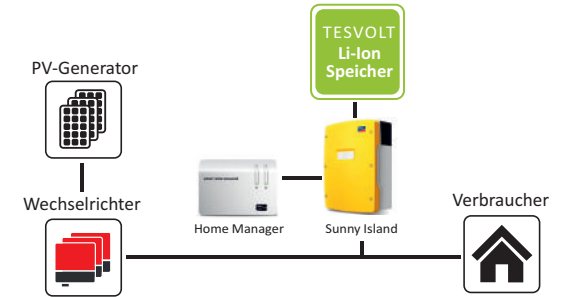 TESVOLT
Li-Ion
Speicher
PV-Generator
Wechselrichter
Verbraucher
Home Manager
Sunny Island